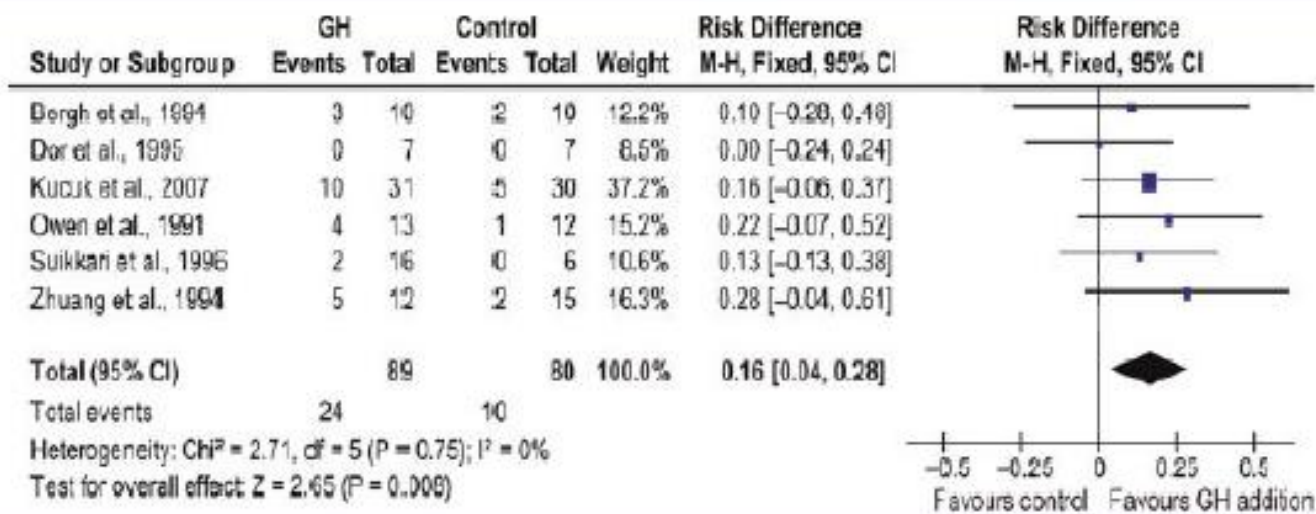 GH Control Risk Difference Risk Difference
Study or Subgroup Events Total Events Total Weight M-H, Fixed, 95% CI M-H, Fixed, 95% CI
Bergh et al., 1994 3 10 2 10 12.2% 0.10 [−0.28, 0.48]
Dor et al., 1995 0 7 0 7 8.5% 0.00 [−0.24, 0.24]
Kucuk et al., 2007 10 31 5 30 37.2% 0.16 [−0.06, 0.37]
Owen et al., 1991 4 13 1 12 15.2% 0.22 [−0.07, 0.52]
Suikkari et al., 1996 2 16 0 6 10.6% 0.13 [−0.13, 0.38]
Zhuang et al., 1994 5 12 2 15 16.3% 0.28 [−0.04, 0.61]
Total (95% CI) 89 80 100.0% 0.16 [0.04, 0.28]
Total events 24 10
Heterogeneity: Chi² = 2.71, df = 5 (P = 0.75); I² = 0%
Test for overall effect: Z = 2.65 (P = 0.008)
−0.5 −0.25 0 0.25 0.5
Favours control Favours GH addition